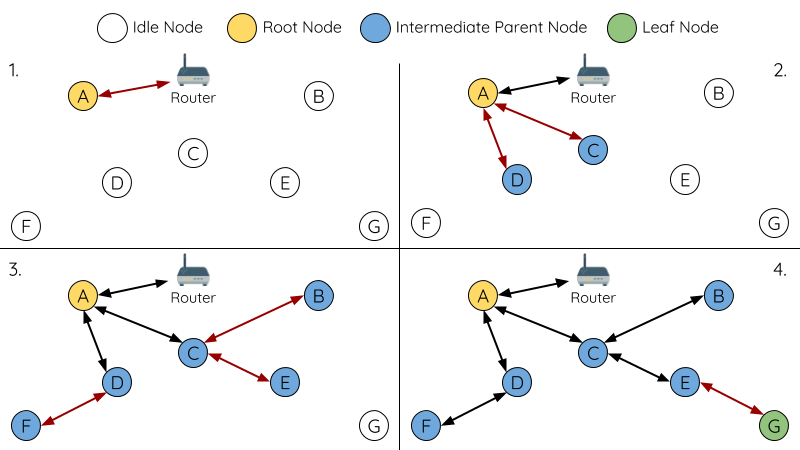 Idle Node Root Node Intermediate Parent Node Leaf Node
1.
A
Router
B
C
D
E
F
G
2.
A
Router
B
C
D
E
F
G
3.
A
Router
B
C
D
E
F
G
4.
A
Router
B
C
D
E
F
G